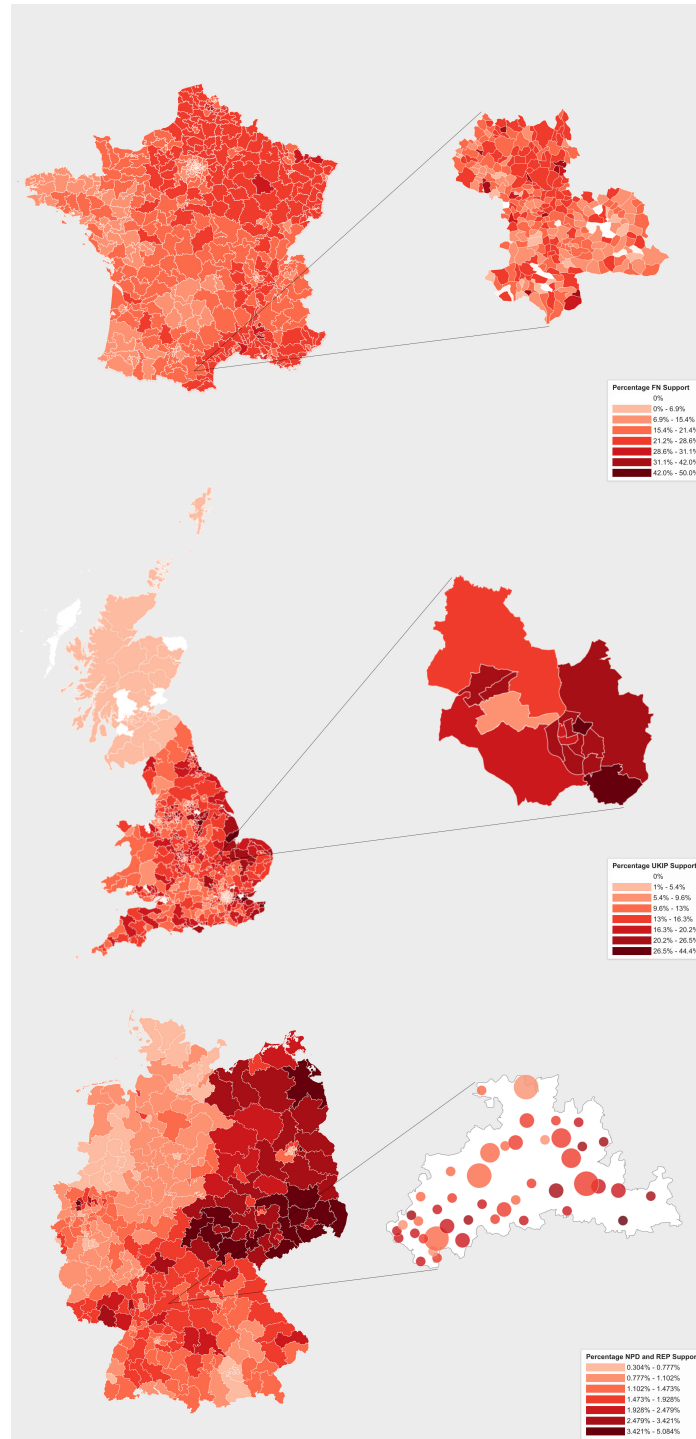 Percentage FN Support
0%
0% - 6.9%
6.9% - 15.4%
15.4% - 21.4%
21.2% - 28.6%
28.6% - 31.1%
31.1% - 42.0%
42.0% - 50.0%
Percentage UKIP Support
0%
1% - 5.4%
5.4% - 9.6%
9.6% - 13%
13% - 16.3%
16.3% - 20.2%
20.2% - 26.5%
26.5% - 44.4%
Percentage NPD and REP Support
0.304% - 0.777%
0.777% - 1.102%
1.102% - 1.473%
1.473% - 1.928%
1.928% - 2.479%
2.479% - 3.421%
3.421% - 5.084%